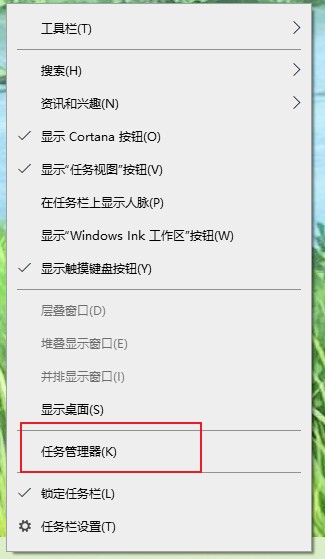 工具栏(T)
搜索(H)
资讯和兴趣(N)
显示 Cortana 按钮(O)
显示“任务视图”按钮(V)
在任务栏上显示人脉(P)
显示“Windows Ink 工作区”按钮(W)
显示触摸键盘按钮(Y)
层叠窗口(D)
堆叠显示窗口(E)
并排显示窗口(I)
显示桌面(S)
任务管理器(K)
锁定任务栏(L)
任务栏设置(T)